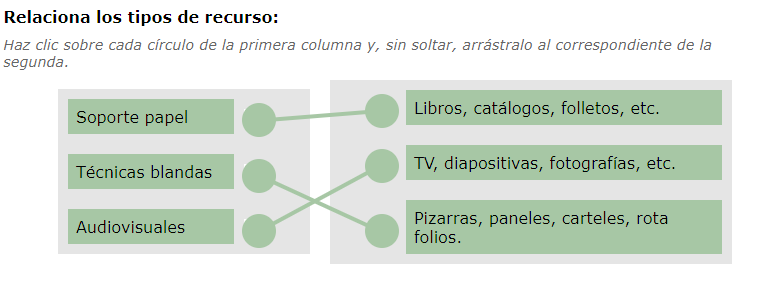 Relaciona los tipos de recurso:
Haz clic sobre cada círculo de la primera columna y, sin soltar, arrástralo al correspondiente de la
segunda.
Soporte papel
Técnicas blandas
Audiovisuales
Libros, catálogos, folletos, etc.
TV, diapositivas, fotografías, etc.
Pizarras, paneles, carteles, rota
folios.